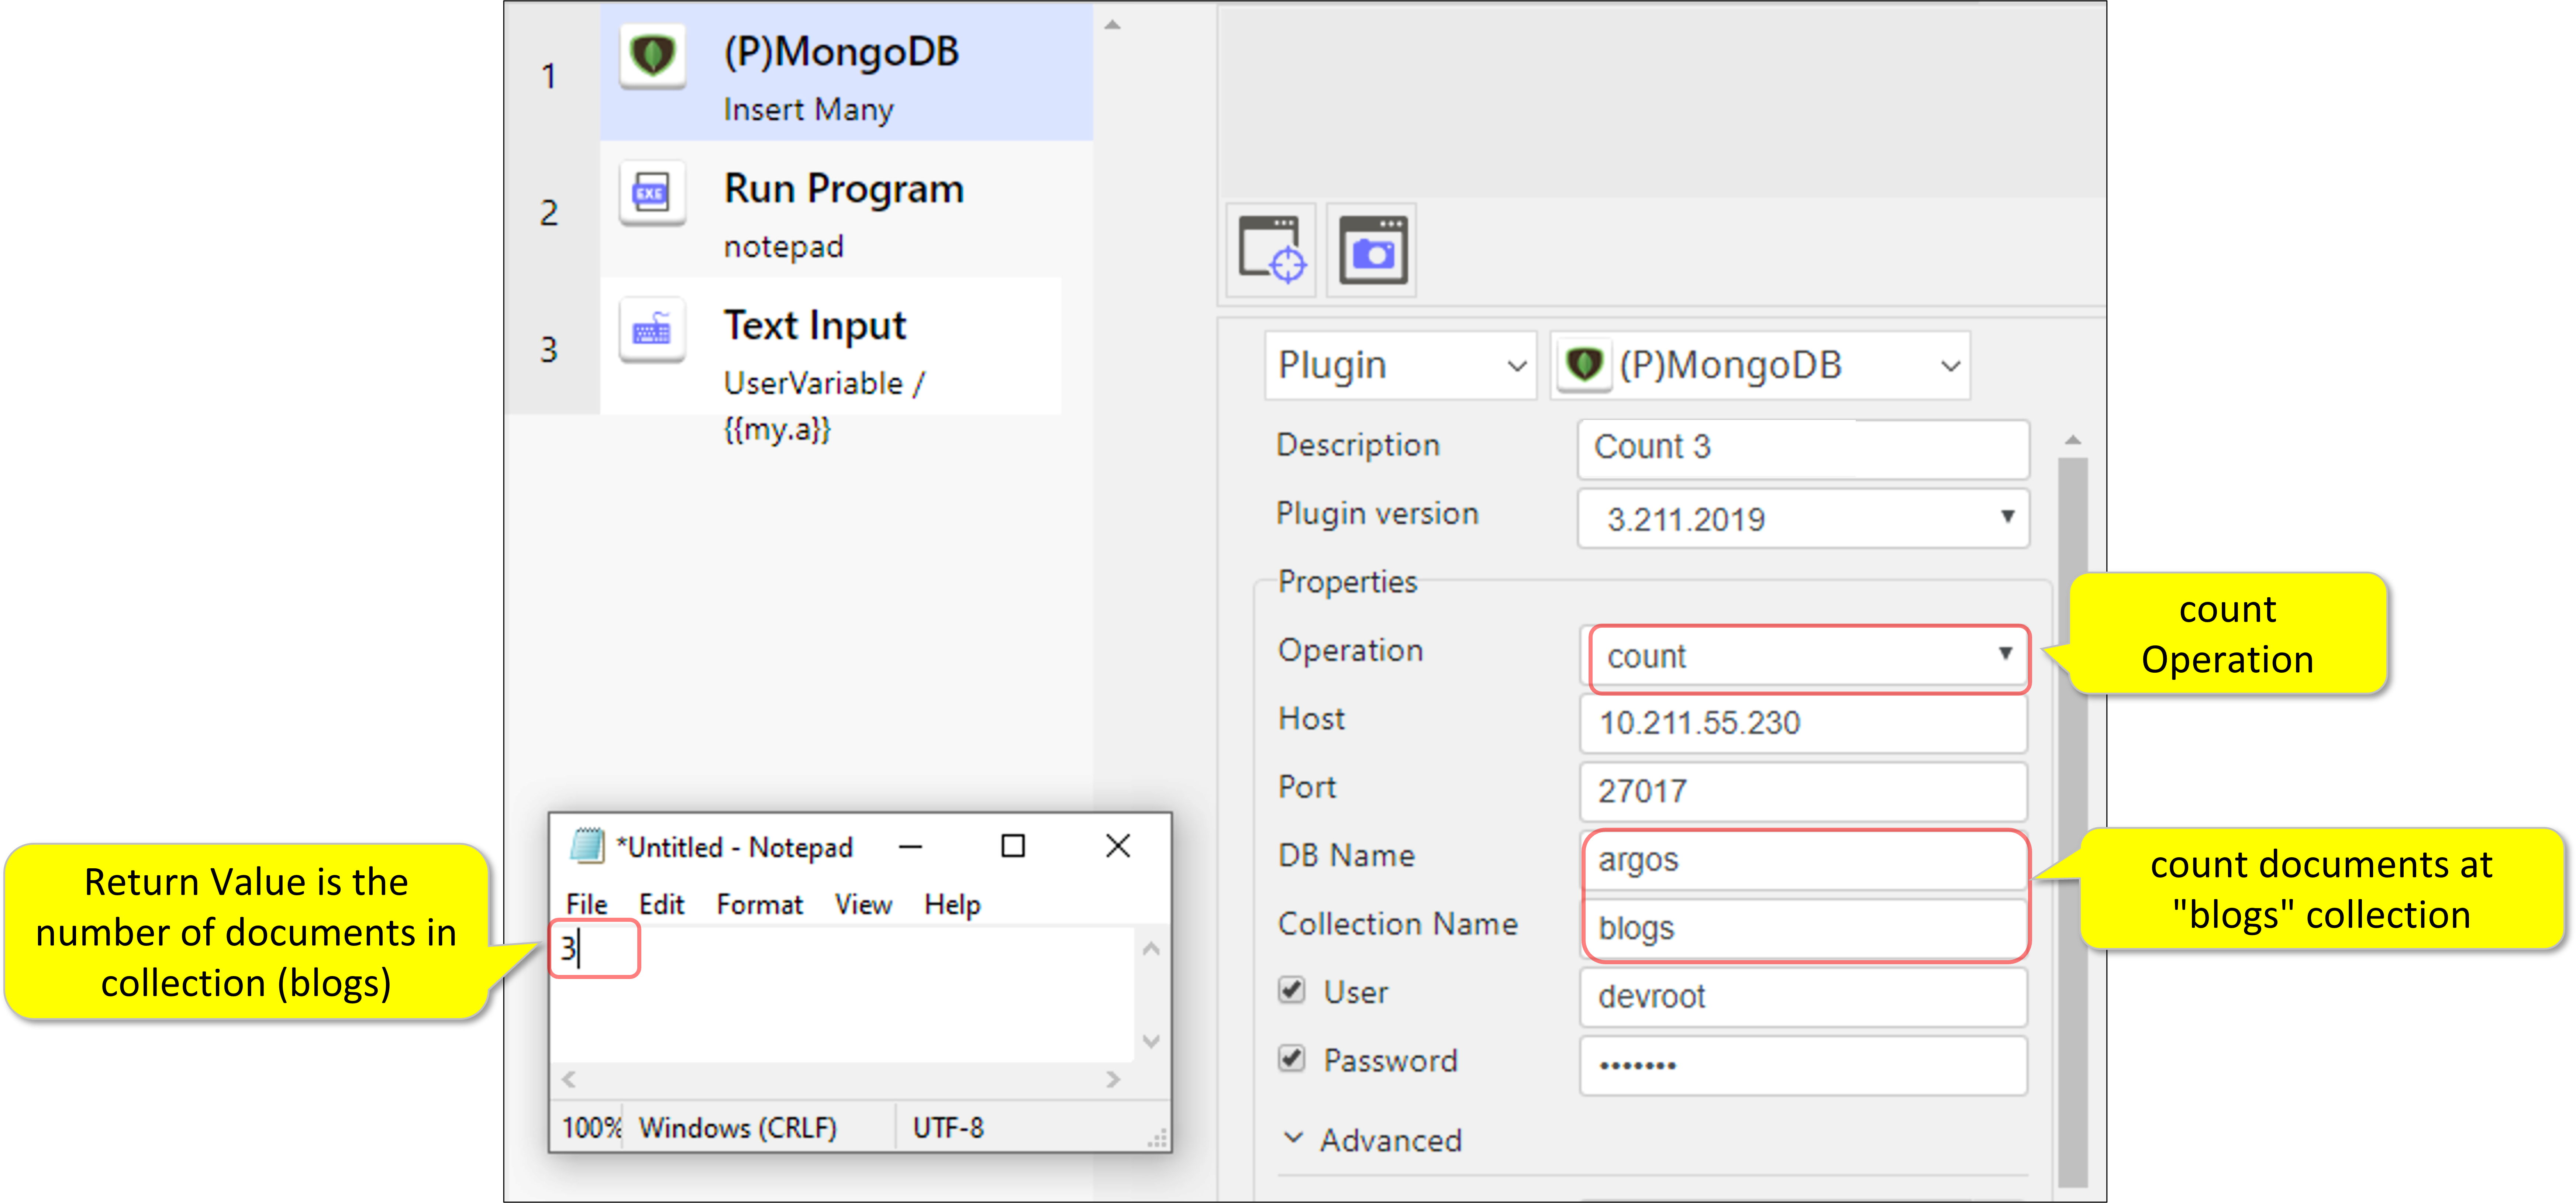 1
(P)MongoDB
Insert Many
2
EXE
Run Program
notepad
3
Text Input
UserVariable /
{{my.a}}
Plugin
(P)MongoDB
Description
Count 3
Plugin version
3.211.2019
Properties
Operation
count
Host
10.211.55.230
Port
27017
DB Name
argos
Collection Name
blogs
User
devroot
Password
•••••••
Advanced
count
Operation
count documents at
"blogs" collection
*Untitled - Notepad
File Edit Format View Help
3
100% Windows (CRLF) UTF-8
Return Value is the
number of documents in
collection (blogs)